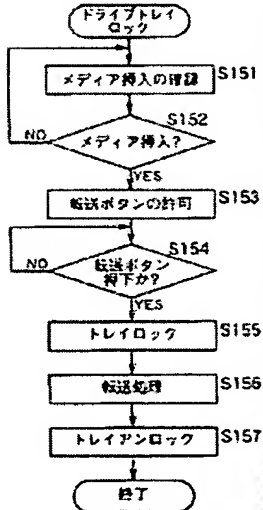 ドライブトレイ
ロック
メディア挿入の確認
S151
S152
メディア挿入?
NO
YES
転送ボタンの許可
S153
S154
転送ボタン
押下か?
NO
YES
トレイロック
S155
転送処理
S156
トレイアンロック
S157
終了